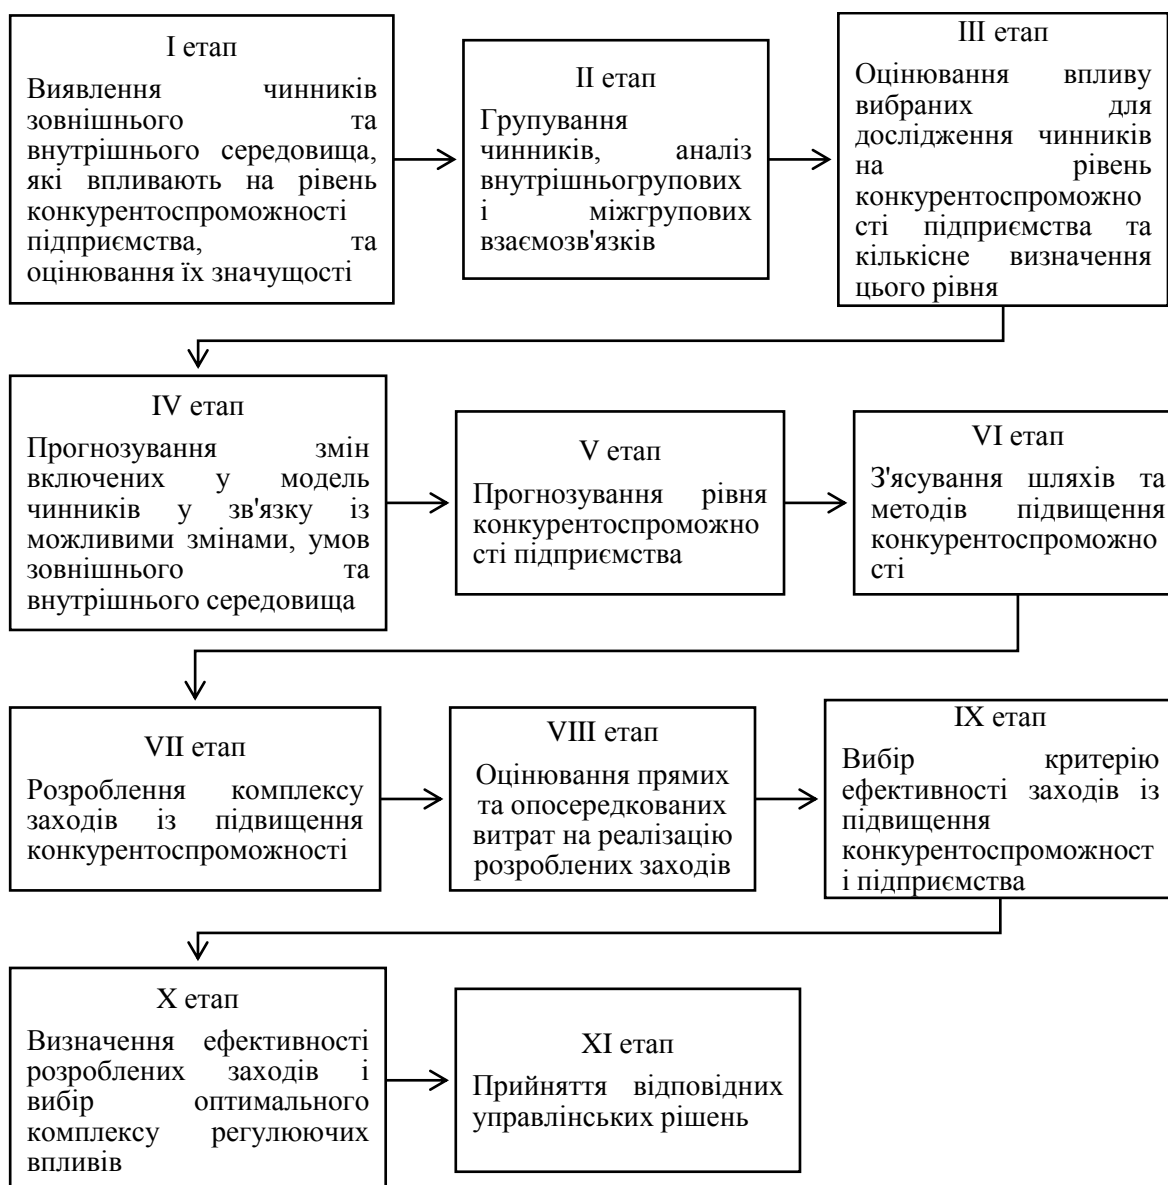 I етап
Виявлення чинників
зовнішнього та
внутрішнього середовища,
які впливають на рівень
конкурентоспроможності
підприємства, та
оцінювання їх значущості
II етап
Групування
чинників, аналіз
внутрішньогрупових
і міжгрупових
взаємозв'язків
III етап
Оцінювання впливу
вибраних для
дослідження чинників
на рівень
конкурентоспроможно
сті підприємства та
кількісне визначення
цього рівня
IV етап
Прогнозування змін
включених у модель
чинників у зв'язку із
можливими змінами, умов
зовнішнього та
внутрішнього середовища
V етап
Прогнозування рівня
конкурентоспроможно
сті підприємства
VI етап
З'ясування шляхів та
методів підвищення
конкурентоспроможно
сті
VII етап
Розроблення комплексу
заходів із підвищення
конкурентоспроможності
VIII етап
Оцінювання прямих
та опосередкованих
витрат на реалізацію
розроблених заходів
IX етап
Вибір критерію
ефективності заходів із
підвищення
конкурентоспроможност
і підприємства
X етап
Визначення ефективності
розроблених заходів і
вибір оптимального
комплексу регулюючих
впливів
XI етап
Прийняття відповідних
управлінських рішень